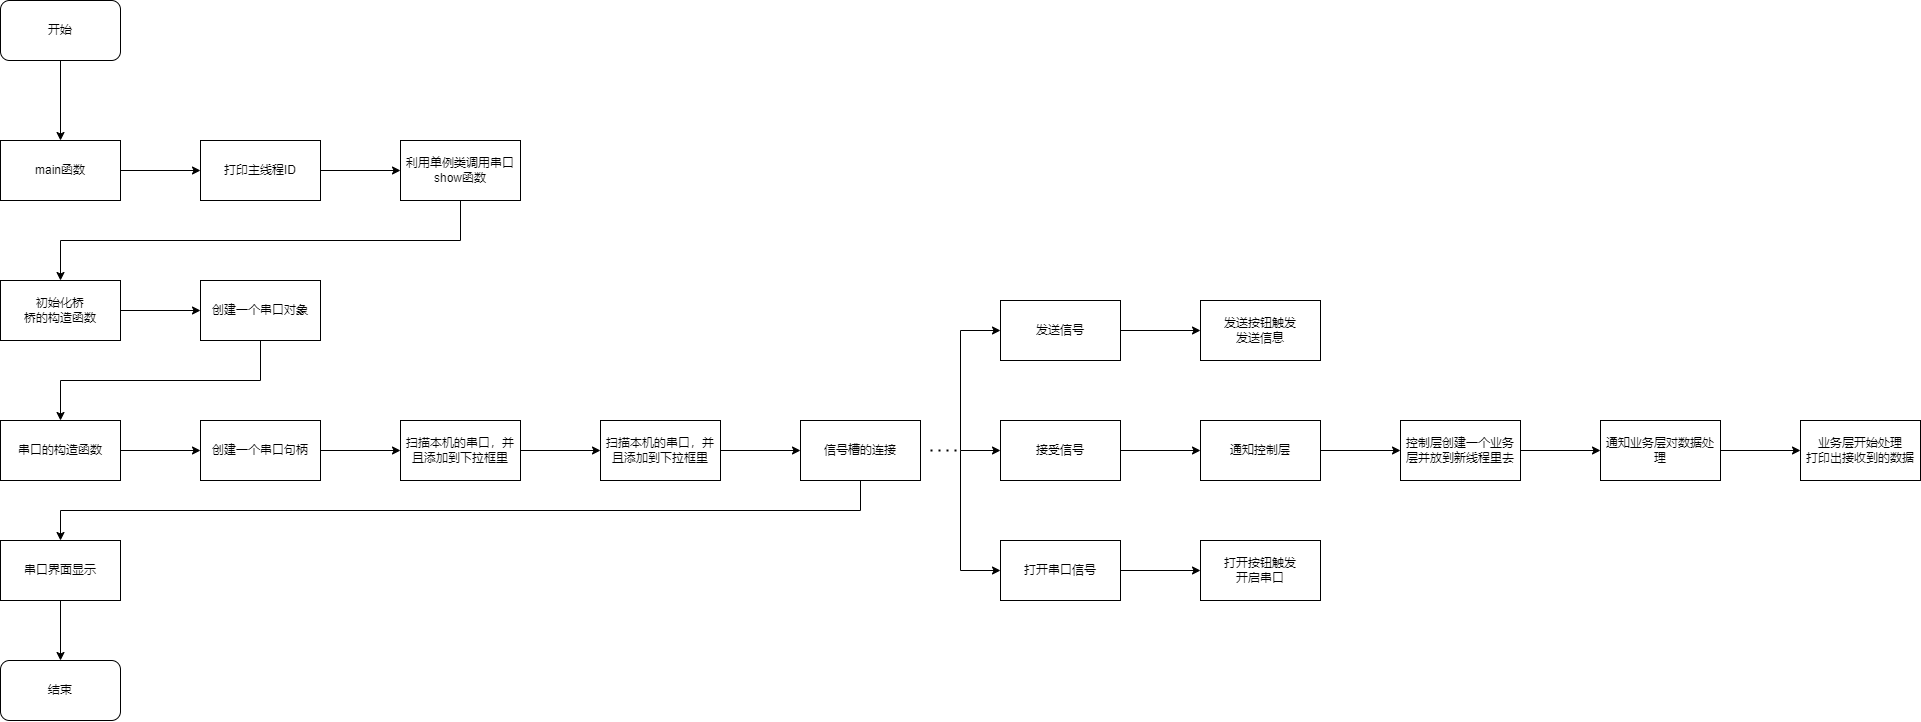 开始
main函数
打印主线程ID
利用单例类调用串口
show函数
初始化桥
桥的构造函数
创建一个串口对象
发送信号
发送按钮触发
发送信息
串口的构造函数
创建一个串口句柄
扫描本机的串口，并
且添加到下拉框里
扫描本机的串口，并
且添加到下拉框里
信号槽的连接
....
接受信号
通知控制层
控制层创建一个业务
层并放到新线程里去
通知业务层对数据处
理
业务层开始处理
打印出接收到的数据
串口界面显示
打开串口信号
打开按钮触发
开启串口
结束